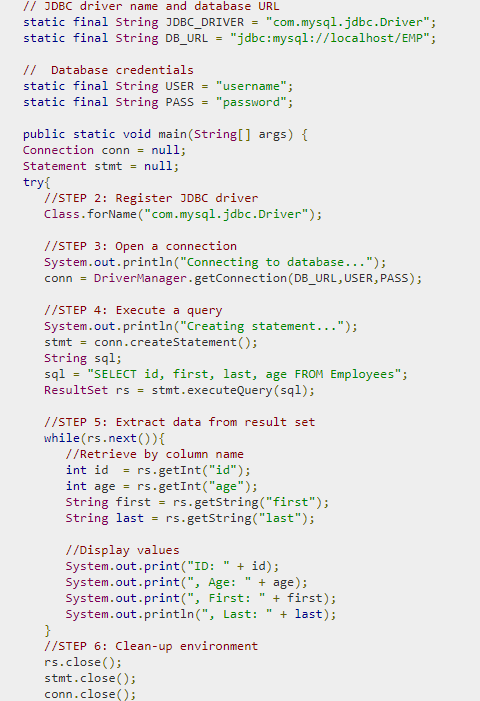 // JDBC driver name and database URL
static final String JDBC_DRIVER = "com.mysql.jdbc.Driver";
static final String DB_URL = "jdbc:mysql://localhost/EMP";

//  Database credentials
static final String USER = "username";
static final String PASS = "password";

public static void main(String[] args) {
Connection conn = null;
Statement stmt = null;
try{
   //STEP 2: Register JDBC driver
   Class.forName("com.mysql.jdbc.Driver");

   //STEP 3: Open a connection
   System.out.println("Connecting to database...");
   conn = DriverManager.getConnection(DB_URL,USER,PASS);

   //STEP 4: Execute a query
   System.out.println("Creating statement...");
   stmt = conn.createStatement();
   String sql;
   sql = "SELECT id, first, last, age FROM Employees";
   ResultSet rs = stmt.executeQuery(sql);

   //STEP 5: Extract data from result set
   while(rs.next()){
      //Retrieve by column name
      int id  = rs.getInt("id");
      int age = rs.getInt("age");
      String first = rs.getString("first");
      String last = rs.getString("last");

      //Display values
      System.out.print("ID: " + id);
      System.out.print(", Age: " + age);
      System.out.print(", First: " + first);
      System.out.println(", Last: " + last);
   }
   //STEP 6: Clean-up environment
   rs.close();
   stmt.close();
   conn.close();